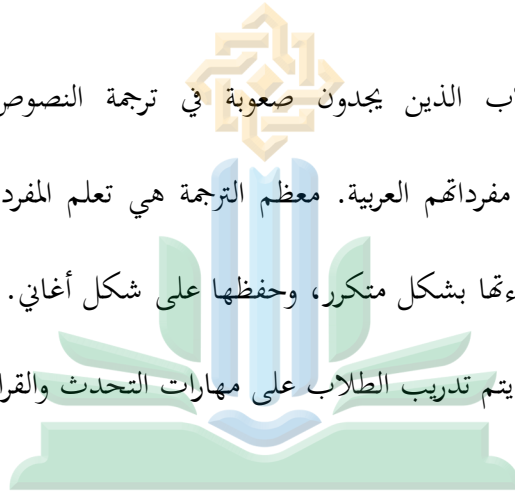 الذين يجدون صعوبة في ترجمة النصوص
مفرداتهم العربية. معظم الترجمة هي تعلم
بشكل متكرر، وحفظها على شكل أغاني.
يتم تدريب الطلاب على مهارات التحدث